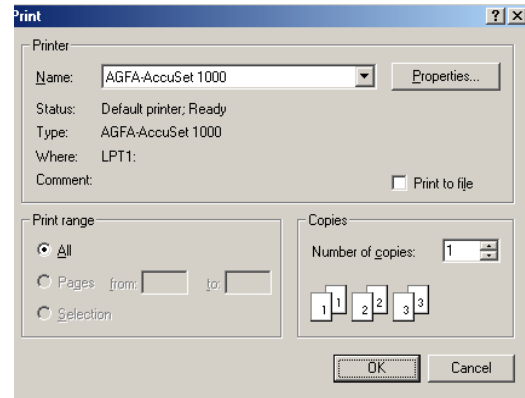 Print
Printer
Name: AGFA-AccuSet 1000 Properties...
Status: Default printer; Ready
Type: AGFA-AccuSet 1000
Where: LPT1:
Comment: Print to file
Print range
All
Pages from: to:
Selection
Copies
Number of copies: 1
1 1 2 2 3 3
OK Cancel